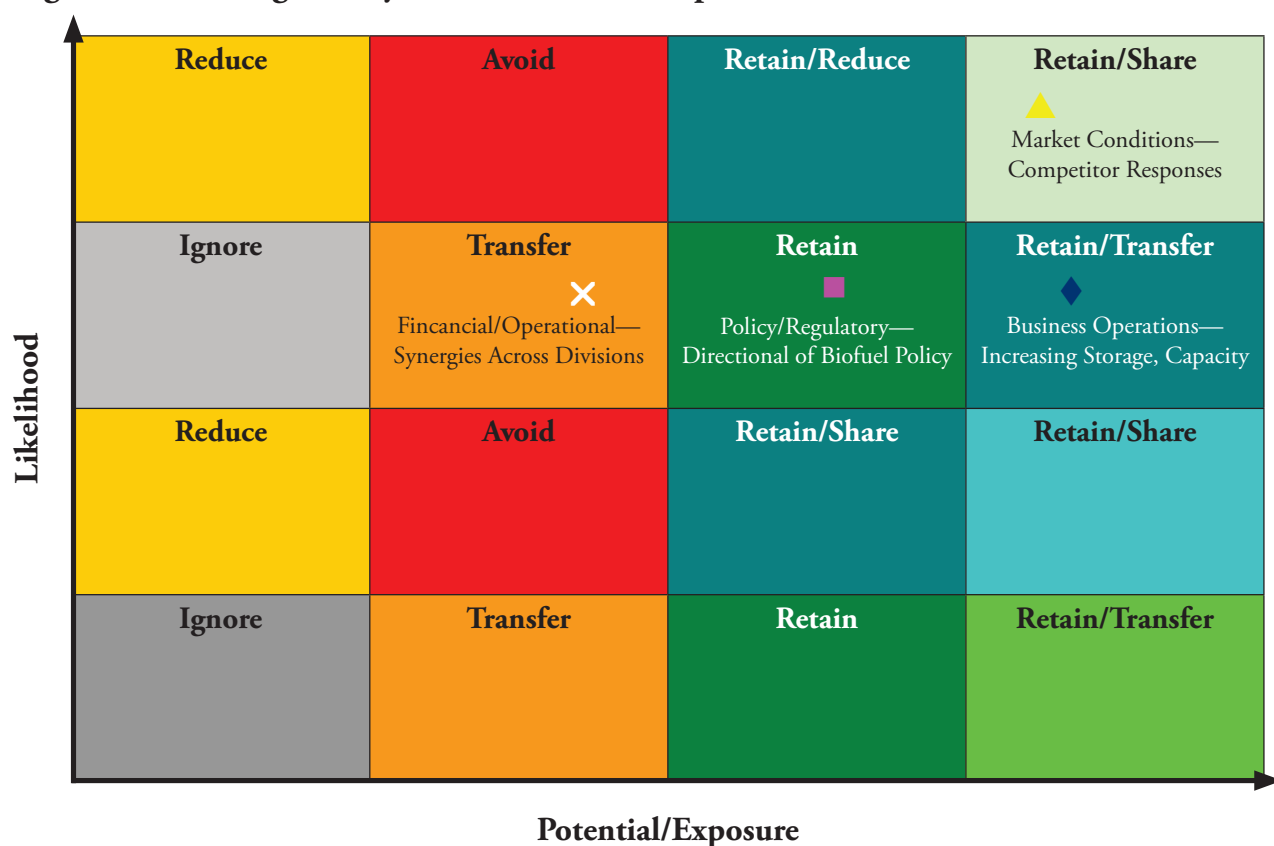 Reduce
Avoid
Retain/Reduce
Retain/Share
Market Conditions—
Competitor Responses
Ignore
Transfer
Retain
Retain/Transfer
Fincancial/Operational—
Synergies Across Divisions
Policy/Regulatory—
Directional of Biofuel Policy
Business Operations—
Increasing Storage, Capacity
Reduce
Avoid
Retain/Share
Retain/Share
Ignore
Transfer
Retain
Retain/Transfer
Likelihood
Potential/Exposure